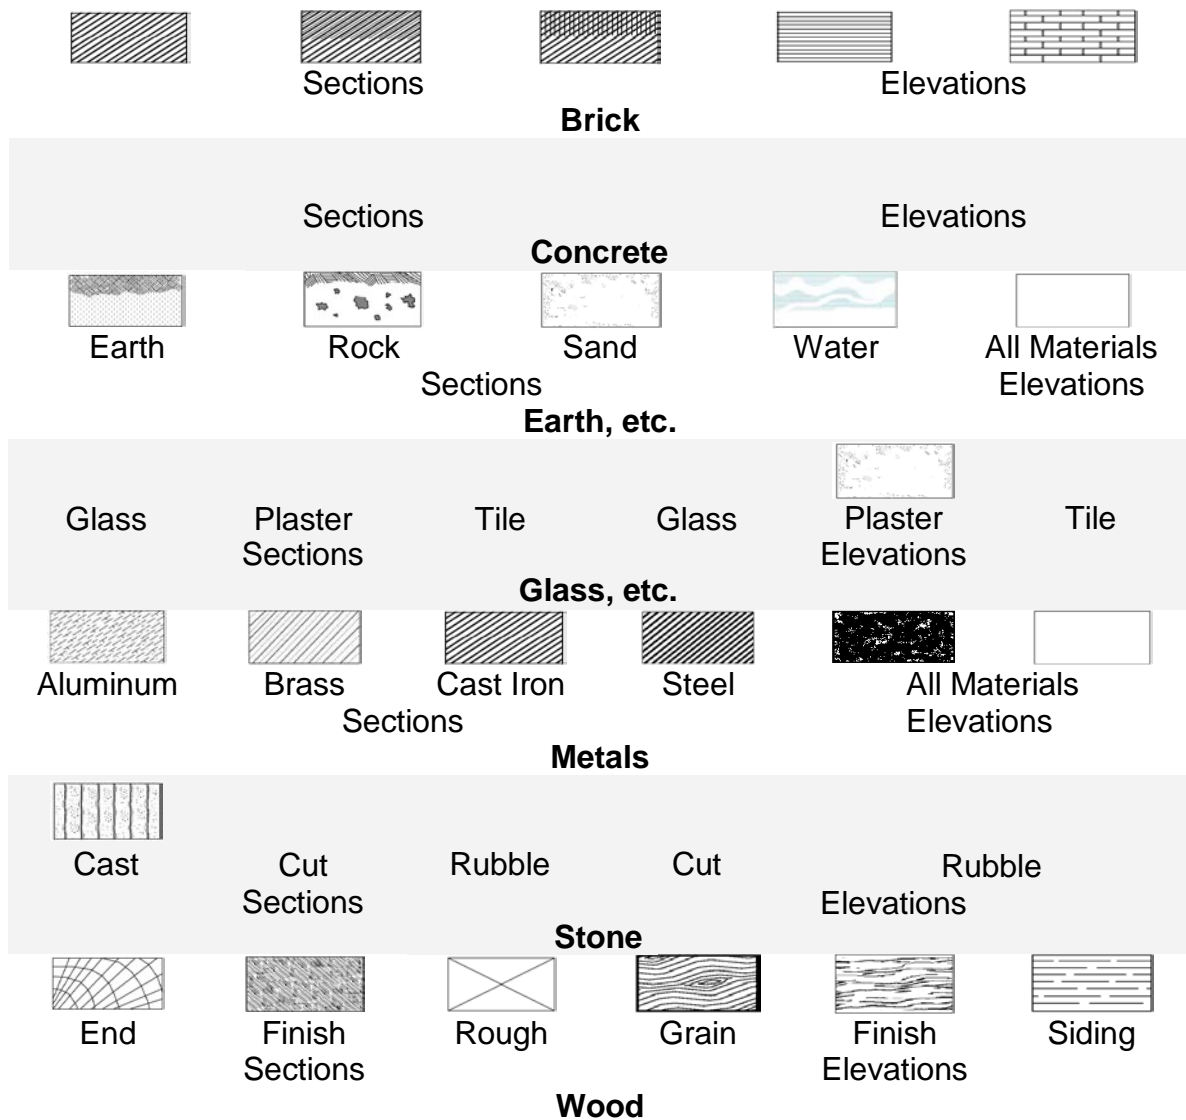 Sections Elevations
Brick
Sections Elevations
Concrete
Earth Rock Sand Water All Materials
Sections Elevations
Earth, etc.
Glass Plaster Tile Glass Plaster Tile
Sections Elevations
Glass, etc.
Aluminum Brass Cast Iron Steel All Materials
Sections Elevations
Metals
Cast Cut Rubble Cut Rubble
Sections Elevations
Stone
End Finish Rough Grain Finish Siding
Sections Elevations
Wood